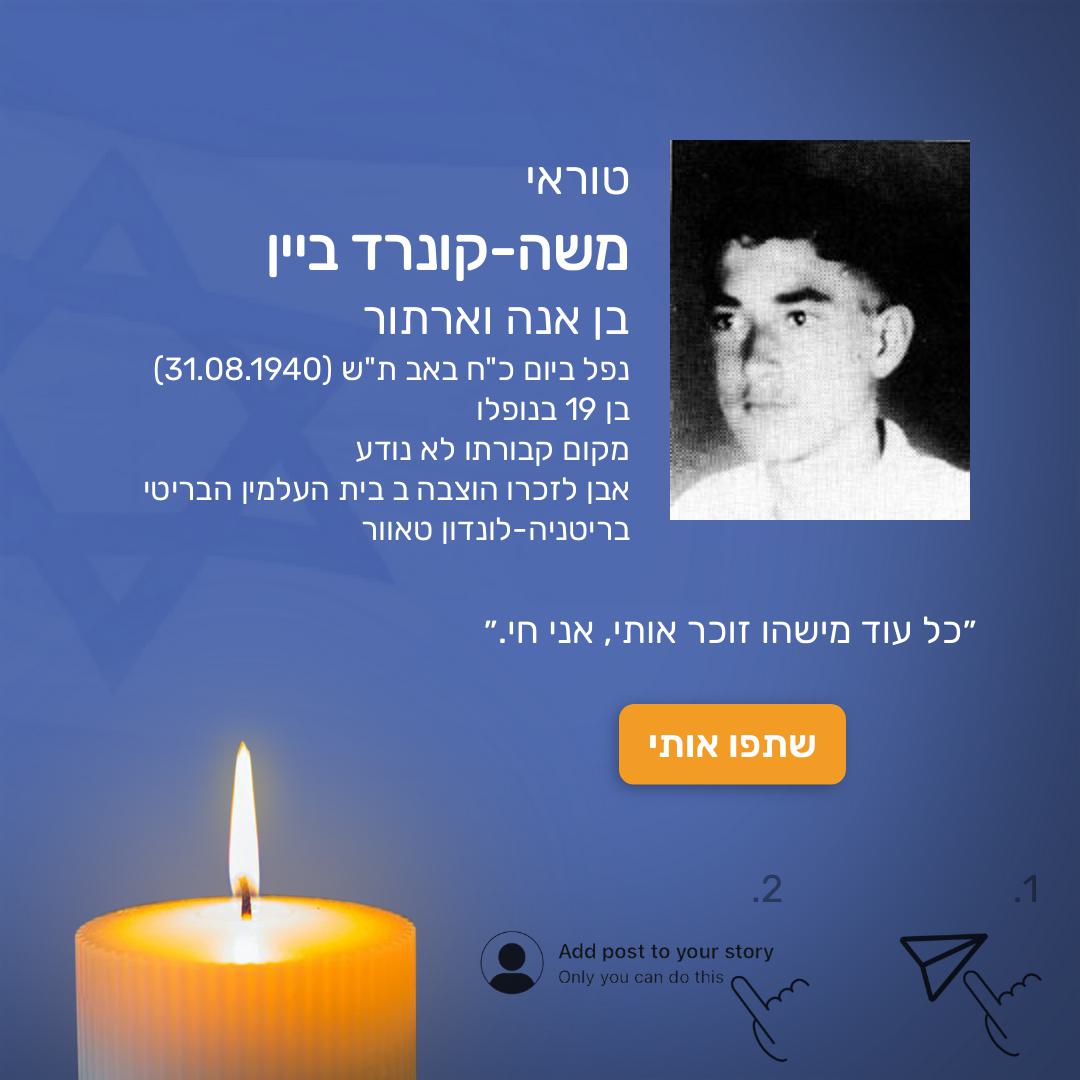 טוראי
משה-קונרד ביין
בן אנה וארתור
נפל ביום כ"ח באב ת"ש (31.08.1940)
בן 19 בנופלו
מקום קבורתו לא נודע
אבן לזכרו הוצבה ב בית העלמין הבריטי
בריטניה-לונדון טאוור
״כל עוד מישהו זוכר אותי, אני חי.״
שתפו אותי
1.
2.
Add post to your story
Only you can do this